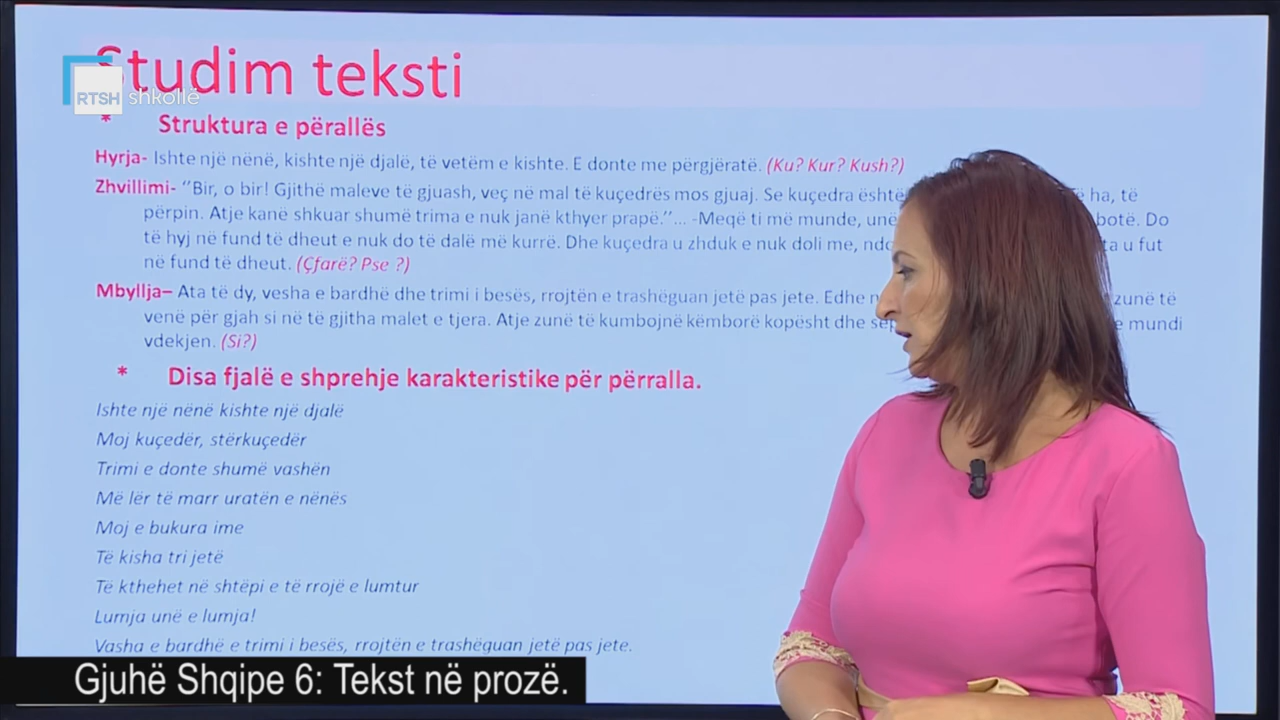 Studim teksti
RTSH shkollë
* Struktura e përallës
Hyrja- Ishte një nënë, kishte një djalë, të vetëm e kishte. E donte me përgjëratë. (Ku? Kur? Kush?)
Zhvillimi- “Bir, o bir! Gjithë maleve të gjuash, veç në mal të kuçedrës mos gjuaj. Se kuçedra është ha, të
përpin. Atje kanë shkuar shumë trima e nuk janë kthyer prapë.”... -Meqë ti më munde, unë botë. Do
të hyj në fund të dheut e nuk do të dalë më kurrë. Dhe kuçedra u zhduk e nuk doli me, u fut
në fund të dheut. (Çfarë? Pse ?)
Mbyllja– Ata të dy, vesha e bardhë dhe trimi i besës, rrojtën e trashëguan jetë pas jete. Edhe zunë të
venë për gjah si në të gjitha malet e tjera. Atje zunë të kumbojnë këmborë kopësht dhe mundi
vdekjen. (Si?)
* Disa fjalë e shprehje karakteristike për përralla.
Ishte një nënë kishte një djalë
Moj kuçedër, stërkuçedër
Trimi e donte shumë vashën
Më lër të marr uratën e nënës
Moj e bukura ime
Të kisha tri jetë
Të kthehet në shtëpi e të rrojë e lumtur
Lumja unë e lumja!
Vasha e bardhë e trimi i besës, rrojtën e trashëguan jetë pas jete.
Gjuhë Shqipe 6: Tekst në prozë.